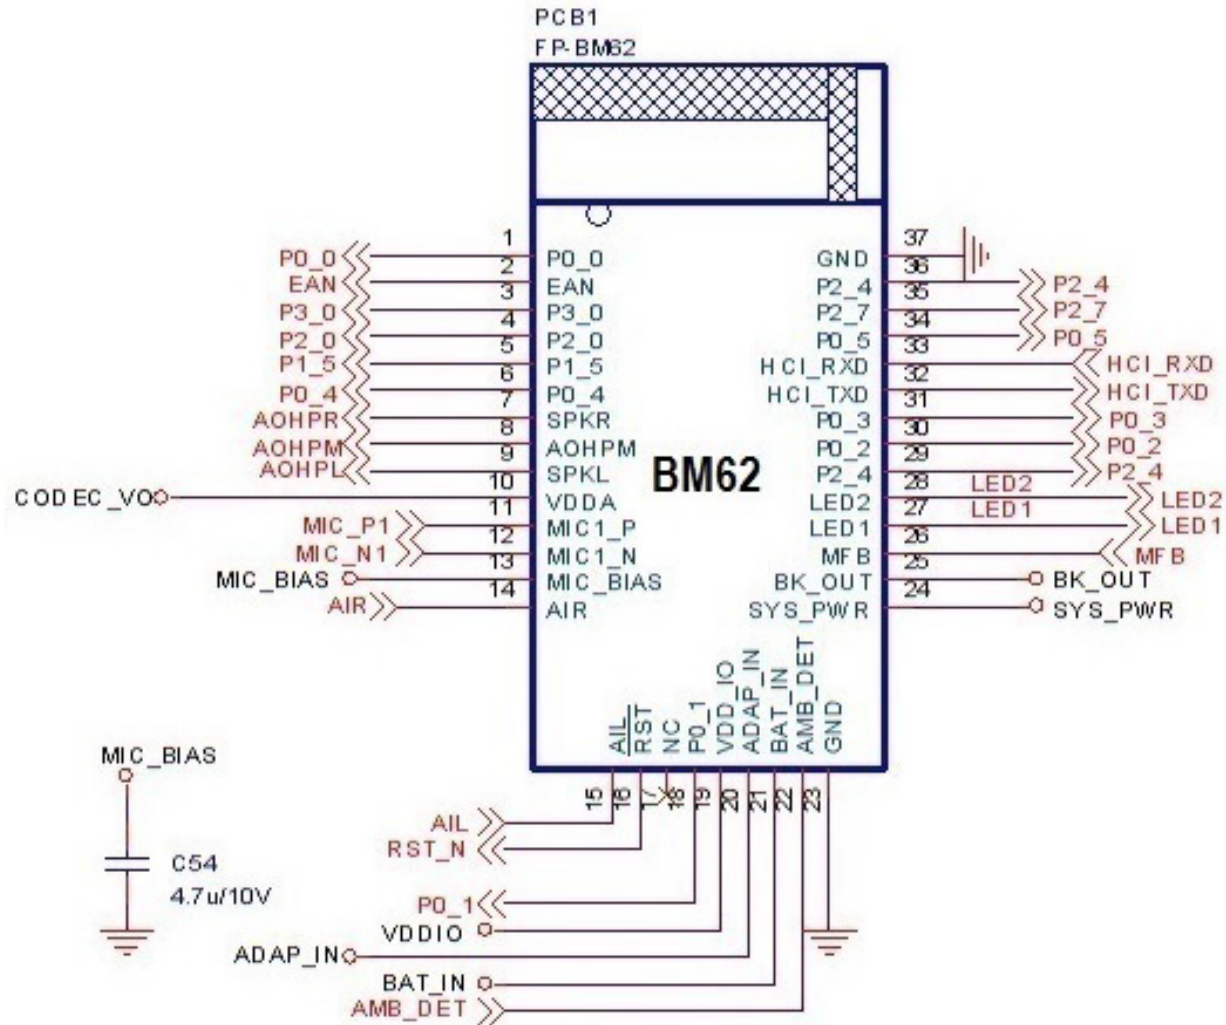 PCB1
FP-BM62
1
P0_0
P0_0
2
EAN
EAN
3
P3_0
P3_0
4
P2_0
P2_0
5
P1_5
P1_5
6
P0_4
P0_4
7
AOHPR
SPKR
8
AOHPM
AOHPM
9
AOHPL
SPKL
10
CODEC_VO
VDDA
11
MIC_P1
MIC1_P
12
MIC_N1
MIC1_N
13
MIC_BIAS
MIC_BIAS
14
AIR
AIR
BM62
37
GND
36
P2_4
P2_4
35
P2_7
P2_7
34
P0_5
P0_5
33
HCI_RXD
HCI_RXD
32
HCI_TXD
HCI_TXD
31
P0_3
P0_3
30
P0_2
P0_2
29
P2_4
P2_4
28
LED2
LED2
LED2
27
LED1
LED1
LED1
26
MFB
MFB
25
BK_OUT
BK_OUT
24
SYS_PWR
SYS_PWR
AIL
RST
NC
P0_1
VDD_IO
ADAP_IN
BAT_IN
AMB_DET
GND
15
16
17
18
19
20
21
22
23
AIL
RST_N
P0_1
VDDIO
ADAP_IN
BAT_IN
AMB_DET
MIC_BIAS
C54
4.7u/10V